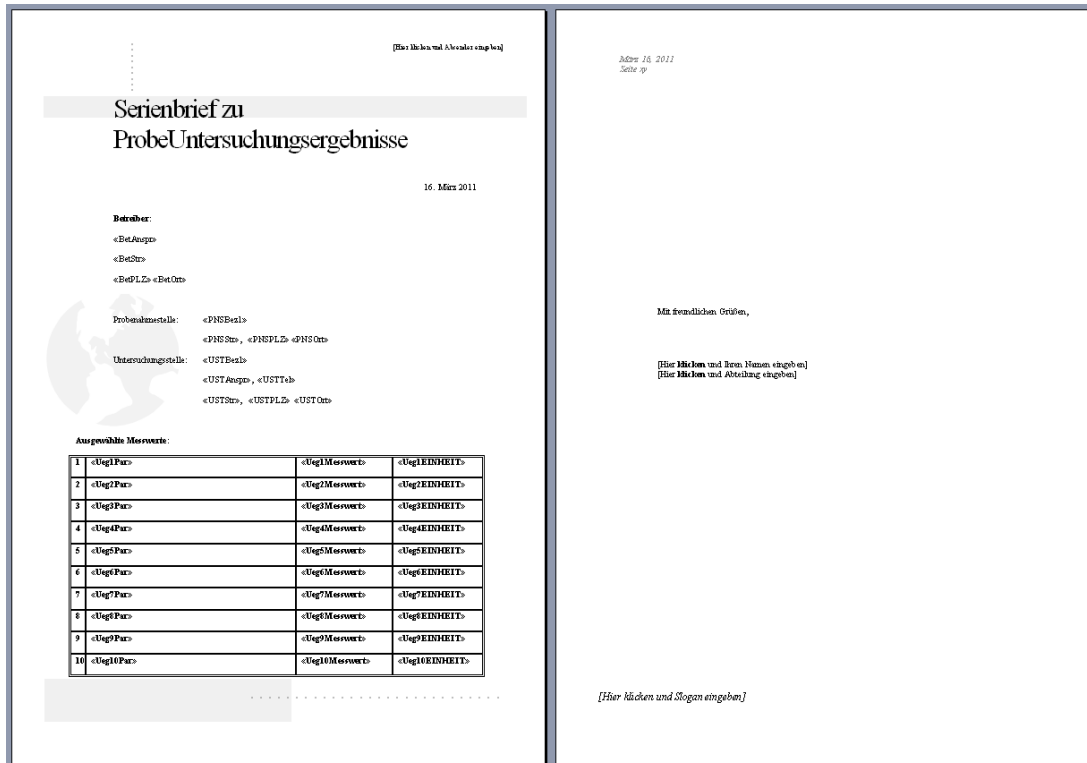 [Hier klicken und Absender eingeben]
Serienbrief zu
ProbeUntersuchungsergebnisse
16. März 2011
Betreiber:
«BetAnspr»
«BetStr»
«BetPLZ» «BetOrt»
Probenahmestelle: «PNSBez1»
«PNSStr», «PNSPLZ» «PNSOrt»
Untersuchungsstelle: «USTBez1»
«USTAnspr», «USTTel»
«USTStr», «USTPLZ» «USTOrt»
Ausgewählte Messwerte:
1 «Ueg1Par» «Ueg1Messwert» «Ueg1EINHEIT»
2 «Ueg2Par» «Ueg2Messwert» «Ueg2EINHEIT»
3 «Ueg3Par» «Ueg3Messwert» «Ueg3EINHEIT»
4 «Ueg4Par» «Ueg4Messwert» «Ueg4EINHEIT»
5 «Ueg5Par» «Ueg5Messwert» «Ueg5EINHEIT»
6 «Ueg6Par» «Ueg6Messwert» «Ueg6EINHEIT»
7 «Ueg7Par» «Ueg7Messwert» «Ueg7EINHEIT»
8 «Ueg8Par» «Ueg8Messwert» «Ueg8EINHEIT»
9 «Ueg9Par» «Ueg9Messwert» «Ueg9EINHEIT»
10 «Ueg10Par» «Ueg10Messwert» «Ueg10EINHEIT»
März 16, 2011
Seite xy
Mit freundlichen Grüßen,
[Hier klicken und Ihren Namen eingeben]
[Hier klicken und Abteilung eingeben]
[Hier klicken und Slogan eingeben]